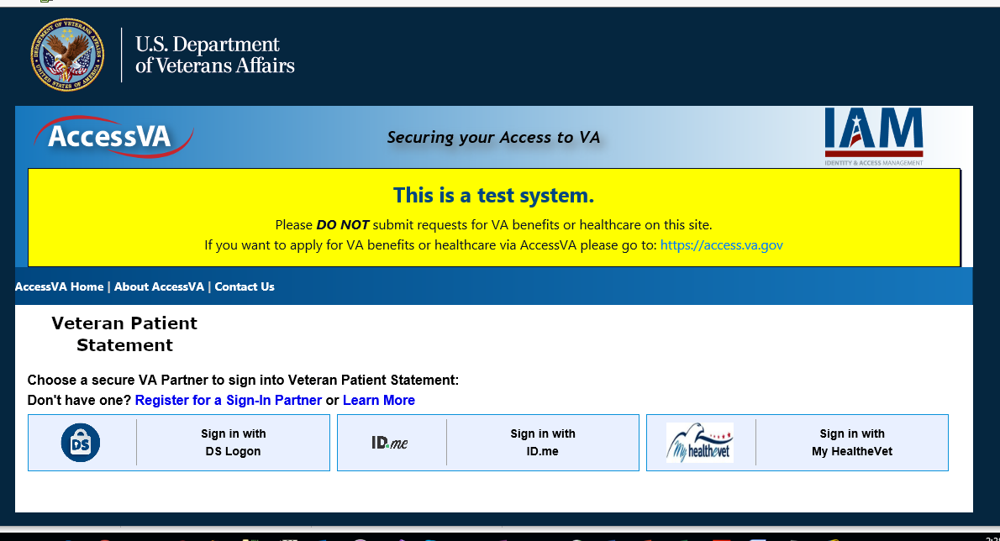 U.S. Department
of Veterans Affairs
AccessVA
Securing your Access to VA
IAM
IDENTITY & ACCESS MANAGEMENT
This is a test system.
Please DO NOT submit requests for VA benefits or healthcare on this site.
If you want to apply for VA benefits or healthcare via AccessVA please go to: https://access.va.gov
AccessVA Home | About AccessVA | Contact Us
Veteran Patient
Statement
Choose a secure VA Partner to sign into Veteran Patient Statement:
Don't have one? Register for a Sign-In Partner or Learn More
DS
Sign in with
DS Logon
ID.me
Sign in with
ID.me
My healthevet
Sign in with
My HealtheVet